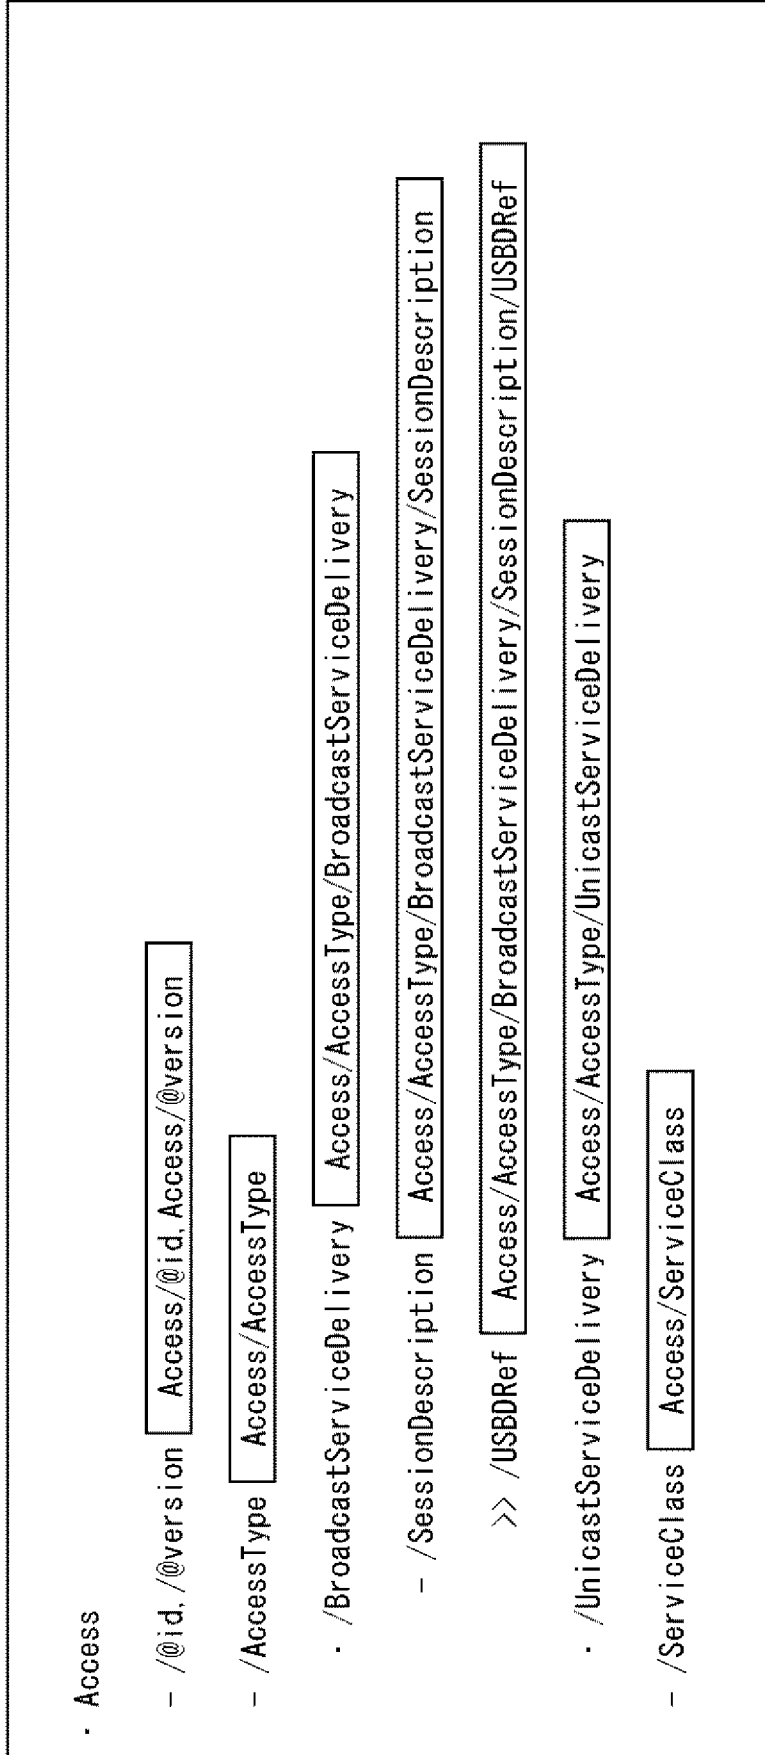 · Access
– /@id, /@version Access/@id, Access/@version
– /AccessType Access/AccessType
· /BroadcastServiceDelivery Access/AccessType/BroadcastServiceDelivery
– /SessionDescription Access/AccessType/BroadcastServiceDelivery/SessionDescription
>> /USBDRef Access/AccessType/BroadcastServiceDelivery/SessionDescription/USBDRef
· /UnicastServiceDelivery Access/AccessType/UnicastServiceDelivery
– /ServiceClass Access/ServiceClass